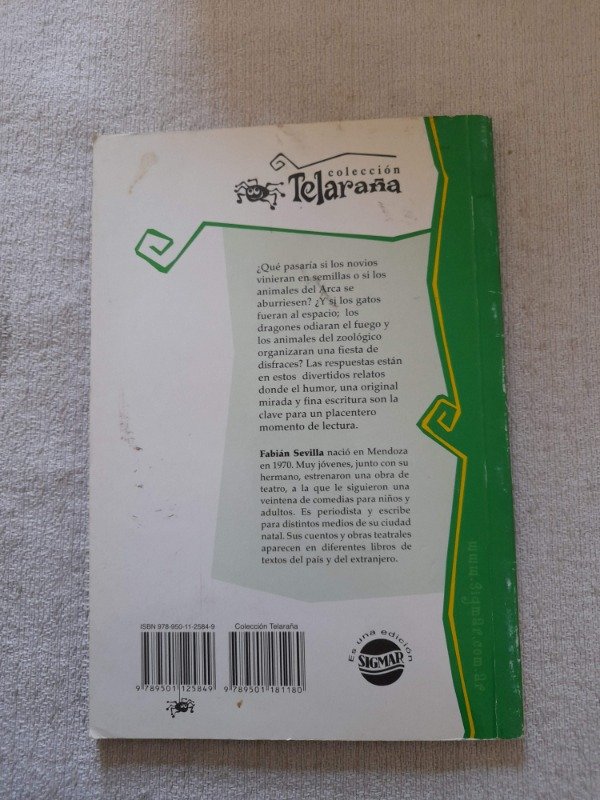 colección
Telaraña
¿Qué pasaría si los novios
vinieran en semillas o si los
animales del Arca se
aburriesen? ¿Y si los gatos
fueran al espacio; los
dragones odiaran el fuego y
los animales del zoológico
organizaran una fiesta de
disfraces? Las respuestas están
en estos divertidos relatos
donde el humor, una original
mirada y fina escritura son la
clave para un placentero
momento de lectura.
Fabián Sevilla nació en Mendoza
en 1970. Muy jóvenes, junto con su
hermano, estrenaron una obra de
teatro, a la que le siguieron una
veintena de comedias para niños y
adultos. Es periodista y escribe
para distintos medios de su ciudad
natal. Sus cuentos y obras teatrales
aparecen en diferentes libros de
textos del país y del extranjero.
www.sigmar.com.ar
ISBN 978-950-11-2584-9
Colección Telaraña
9 789501 125849
9 789501 181180
Es una edición
SIGMAR